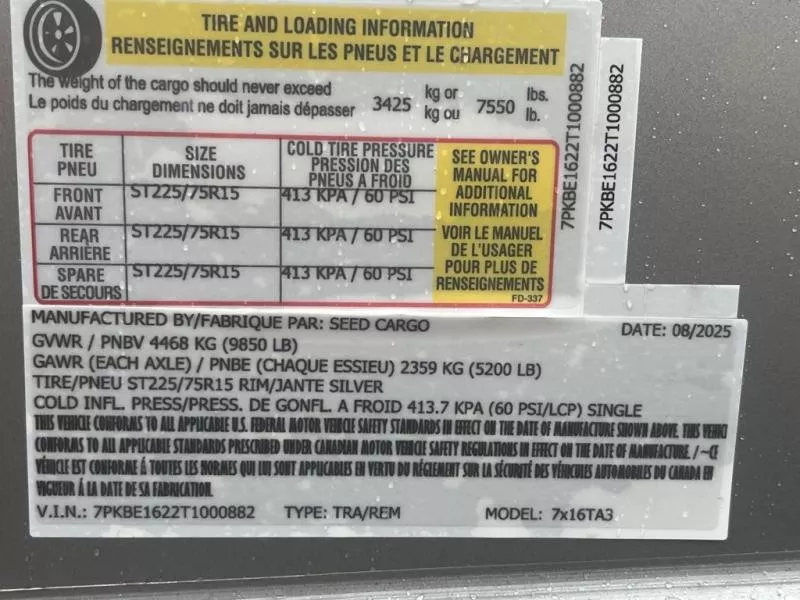 TIRE AND LOADING INFORMATION
RENSEIGNEMENTS SUR LES PNEUS ET LE CHARGEMENT
The weight of the cargo should never exceed 3425 kg or 7550 lbs.
Le poids du chargement ne doit jamais dépasser kg ou lb.
TIRE PNEU SIZE DIMENSIONS COLD TIRE PRESSURE PRESSION DES PNEUS A FROID
FRONT AVANT ST225/75R15 413 KPA / 60 PSI
REAR ARRIÈRE ST225/75R15 413 KPA / 60 PSI
SPARE DE SECOURS ST225/75R15 413 KPA / 60 PSI
SEE OWNER'S
MANUAL FOR
ADDITIONAL
INFORMATION
VOIR LE MANUEL
DE L'USAGER
POUR PLUS DE
RENSEIGNEMENTS
FD-337
7PKBE1622T1000882
7PKBE1622T1000882
MANUFACTURED BY/FABRIQUE PAR: SEED CARGO DATE: 08/2025
GVWR / PNBV 4468 KG (9850 LB)
GAWR (EACH AXLE) / PNBE (CHAQUE ESSIEU) 2359 KG (5200 LB)
TIRE/PNEU ST225/75R15 RIM/JANTE SILVER
COLD INFL. PRESS/PRESS. DE GONFL. A FROID 413.7 KPA (60 PSI/LCP) SINGLE
THIS VEHICLE CONFORMS TO ALL APPLICABLE U.S. FEDERAL MOTOR VEHICLE SAFETY STANDARDS IN EFFECT ON THE DATE OF MANUFACTURE SHOWN ABOVE. THIS VEHICL
CONFORMS TO ALL APPLICABLE STANDARDS PRESCRIBED UNDER CANADIAN MOTOR VEHICLE SAFETY REGULATIONS IN EFFECT ON THE DATE OF MANUFACTURE. / ~CE
VÉHICULE EST CONFORME Á TOUTES LES NORMES QUI LUI SONT APPLICABLES EN VERTU DU RÉGLEMENT SUR LA SÉCURITÉ DES VÉHICULES AUTOMOBILES DU CANADA EN
VIGUEUR Á LA DATE DE SA FABRICATION.
V.I.N.: 7PKBE1622T1000882 TYPE: TRA/REM MODEL: 7x16TA3